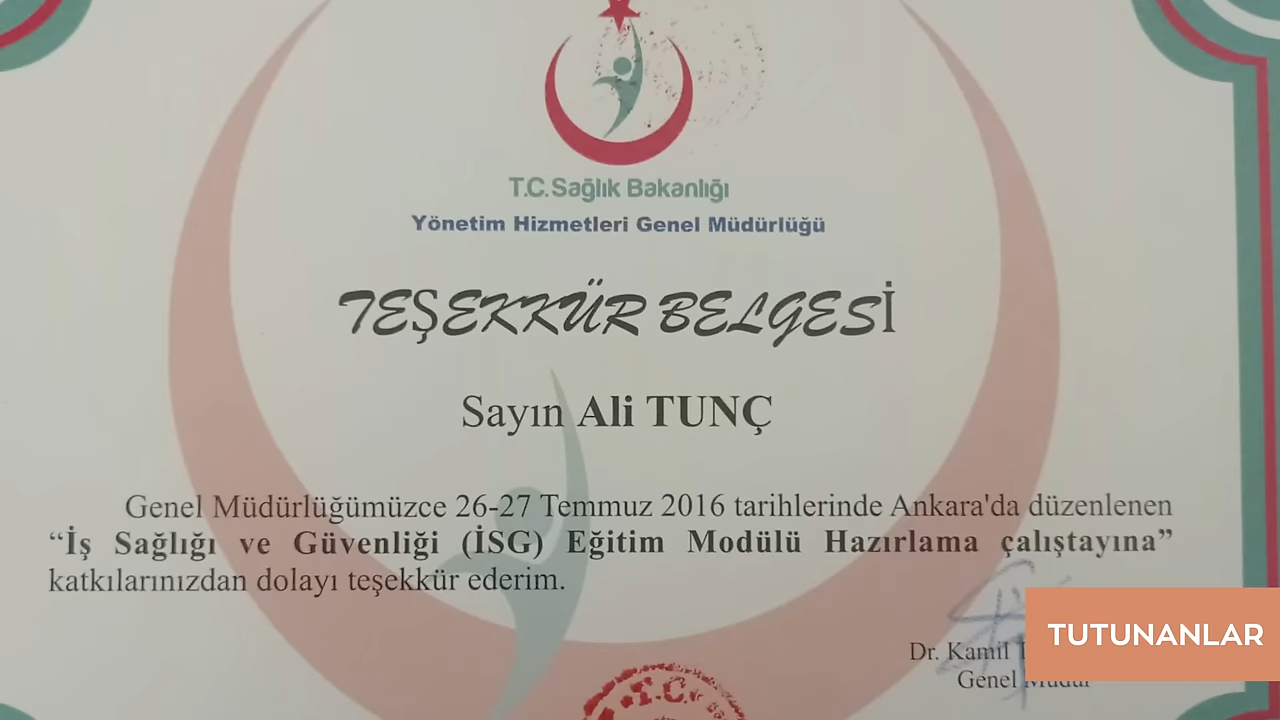 T.C. Sağlık Bakanlığı
Yönetim Hizmetleri Genel Müdürlüğü
TEŞEKKÜR BELGESİ
Sayın Ali TUNÇ
Genel Müdürlüğümüzce 26-27 Temmuz 2016 tarihlerinde Ankara'da düzenlenen
“İş Sağlığı ve Güvenliği (İSG) Eğitim Modülü Hazırlama çalıştayına”
katkılarınızdan dolayı teşekkür ederim.
Dr. Kamil
Genel Müdür
TUTUNANLAR
T.C.